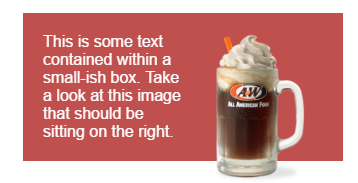 This is some text
contained within a
small-ish box. Take
a look at this image
that should be
sitting on the right.
A&W
ALL AMERICAN FOOD